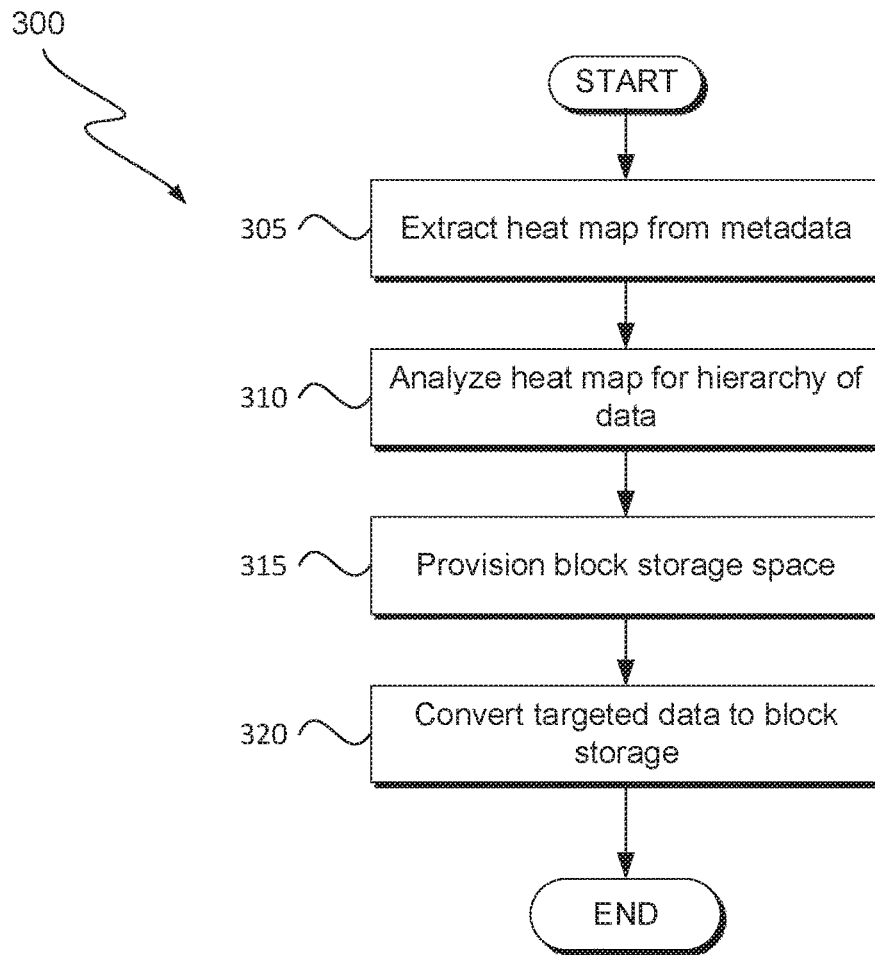 300
START
305
Extract heat map from metadata
310
Analyze heat map for hierarchy of
data
315
Provision block storage space
320
Convert targeted data to block
storage
END